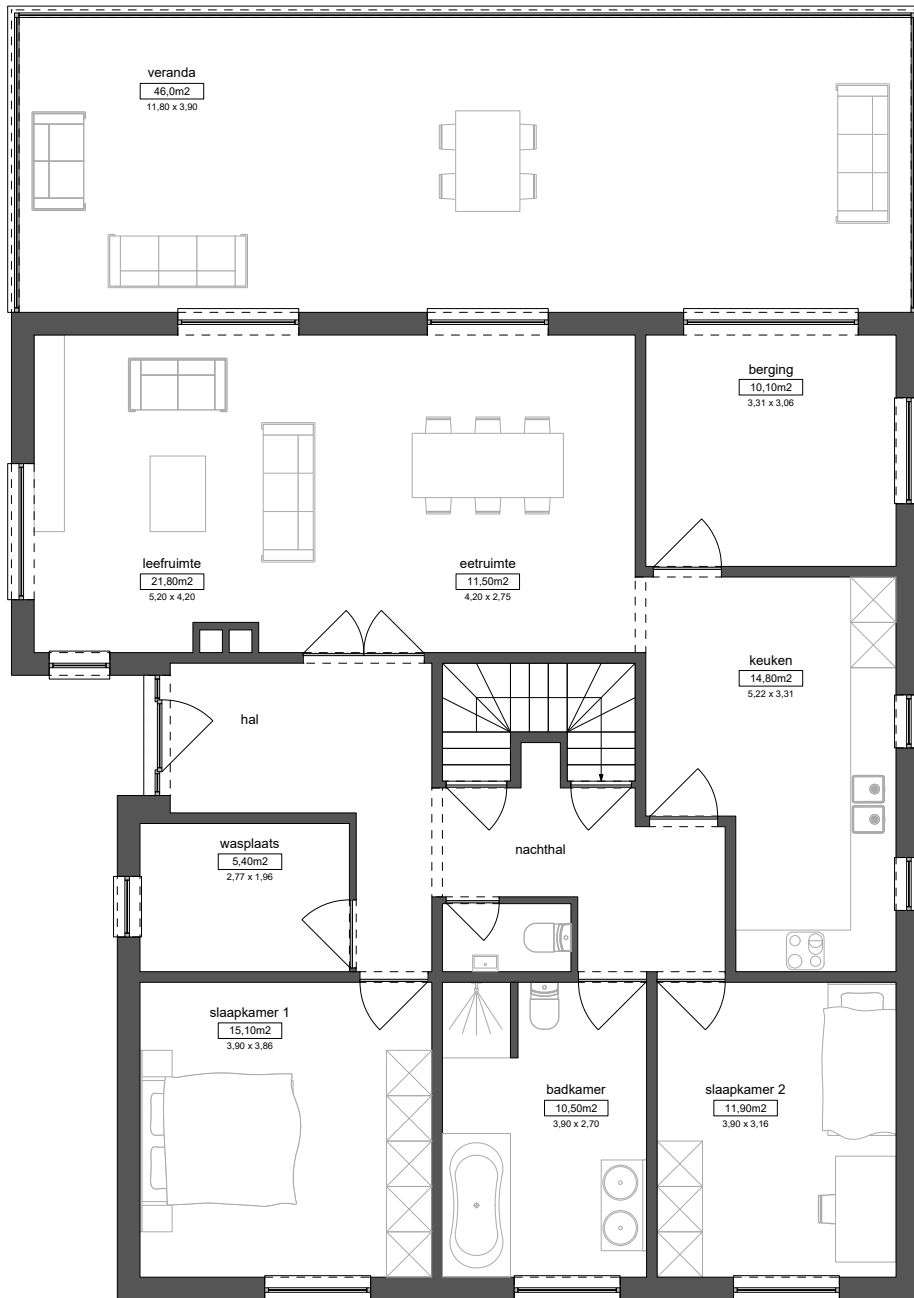 veranda
46,0m2
11,80 x 3,90
berging
10,10m2
3,31 x 3,06
leefruimte
21,80m2
5,20 x 4,20
eetruimte
11,50m2
4,20 x 2,75
keuken
14,80m2
5,22 x 3,31
hal
wasplaats
5,40m2
2,77 x 1,96
nachthal
slaapkamer 1
15,10m2
3,90 x 3,86
badkamer
10,50m2
3,90 x 2,70
slaapkamer 2
11,90m2
3,90 x 3,16